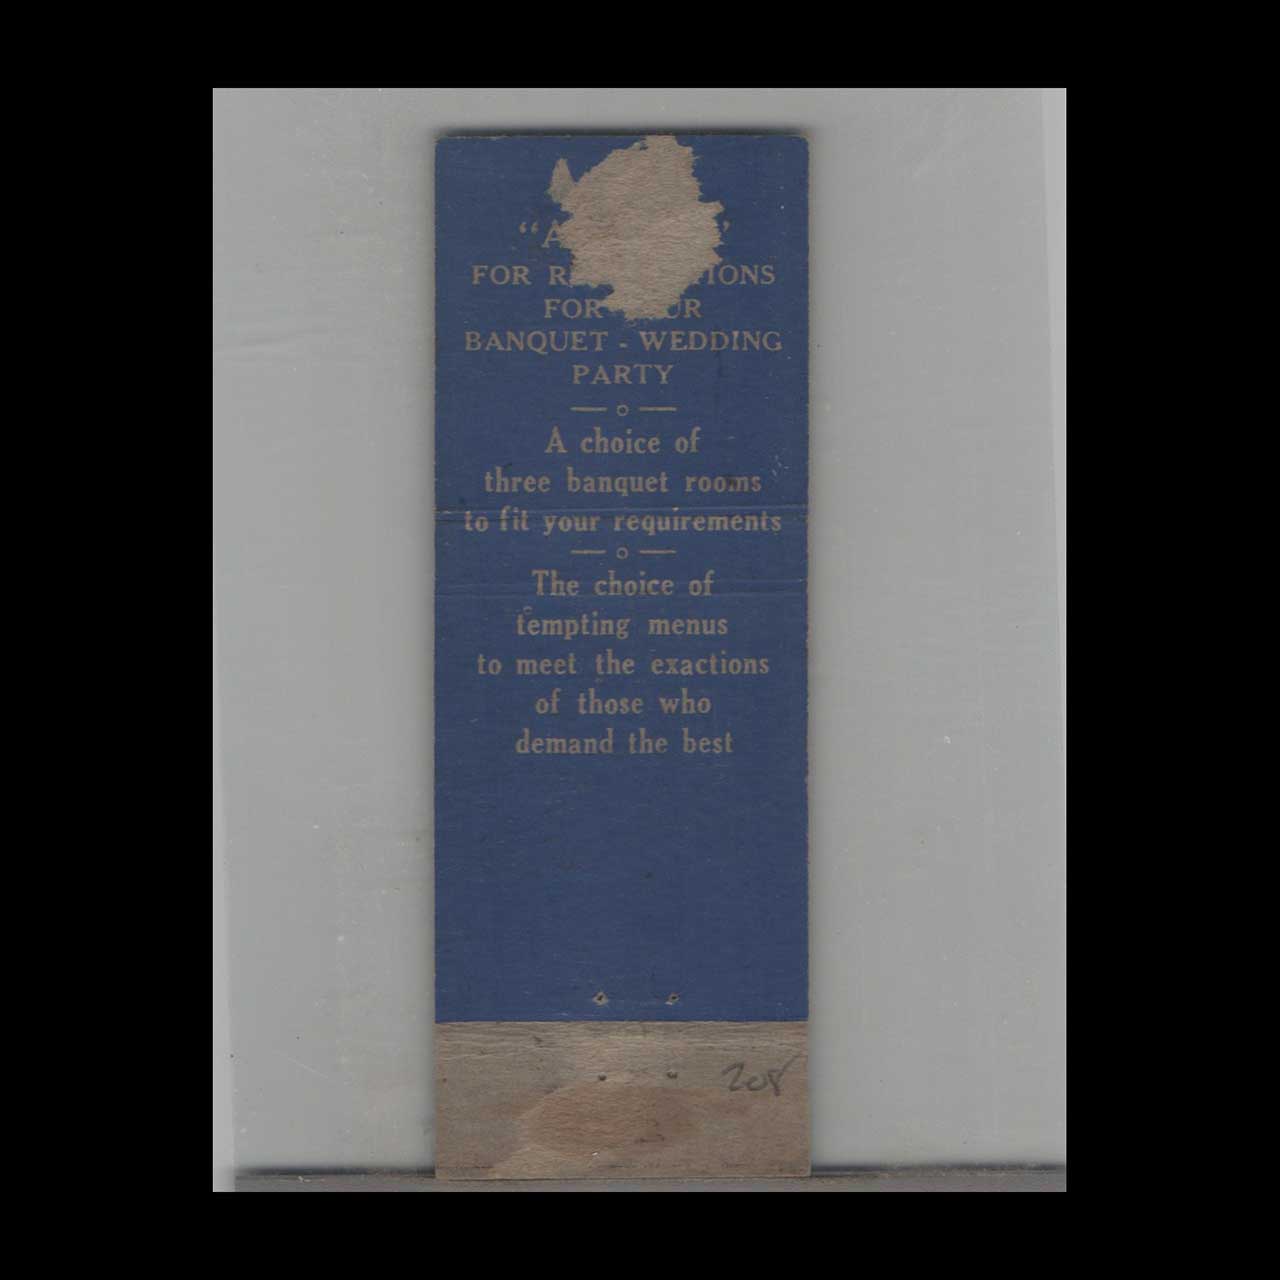 FOR
FOR
BANQUET - WEDDING
PARTY
A choice of
three banquet rooms
to fit your requirements
The choice of
tempting menus
to meet the exactions
of those who
demand the best
208